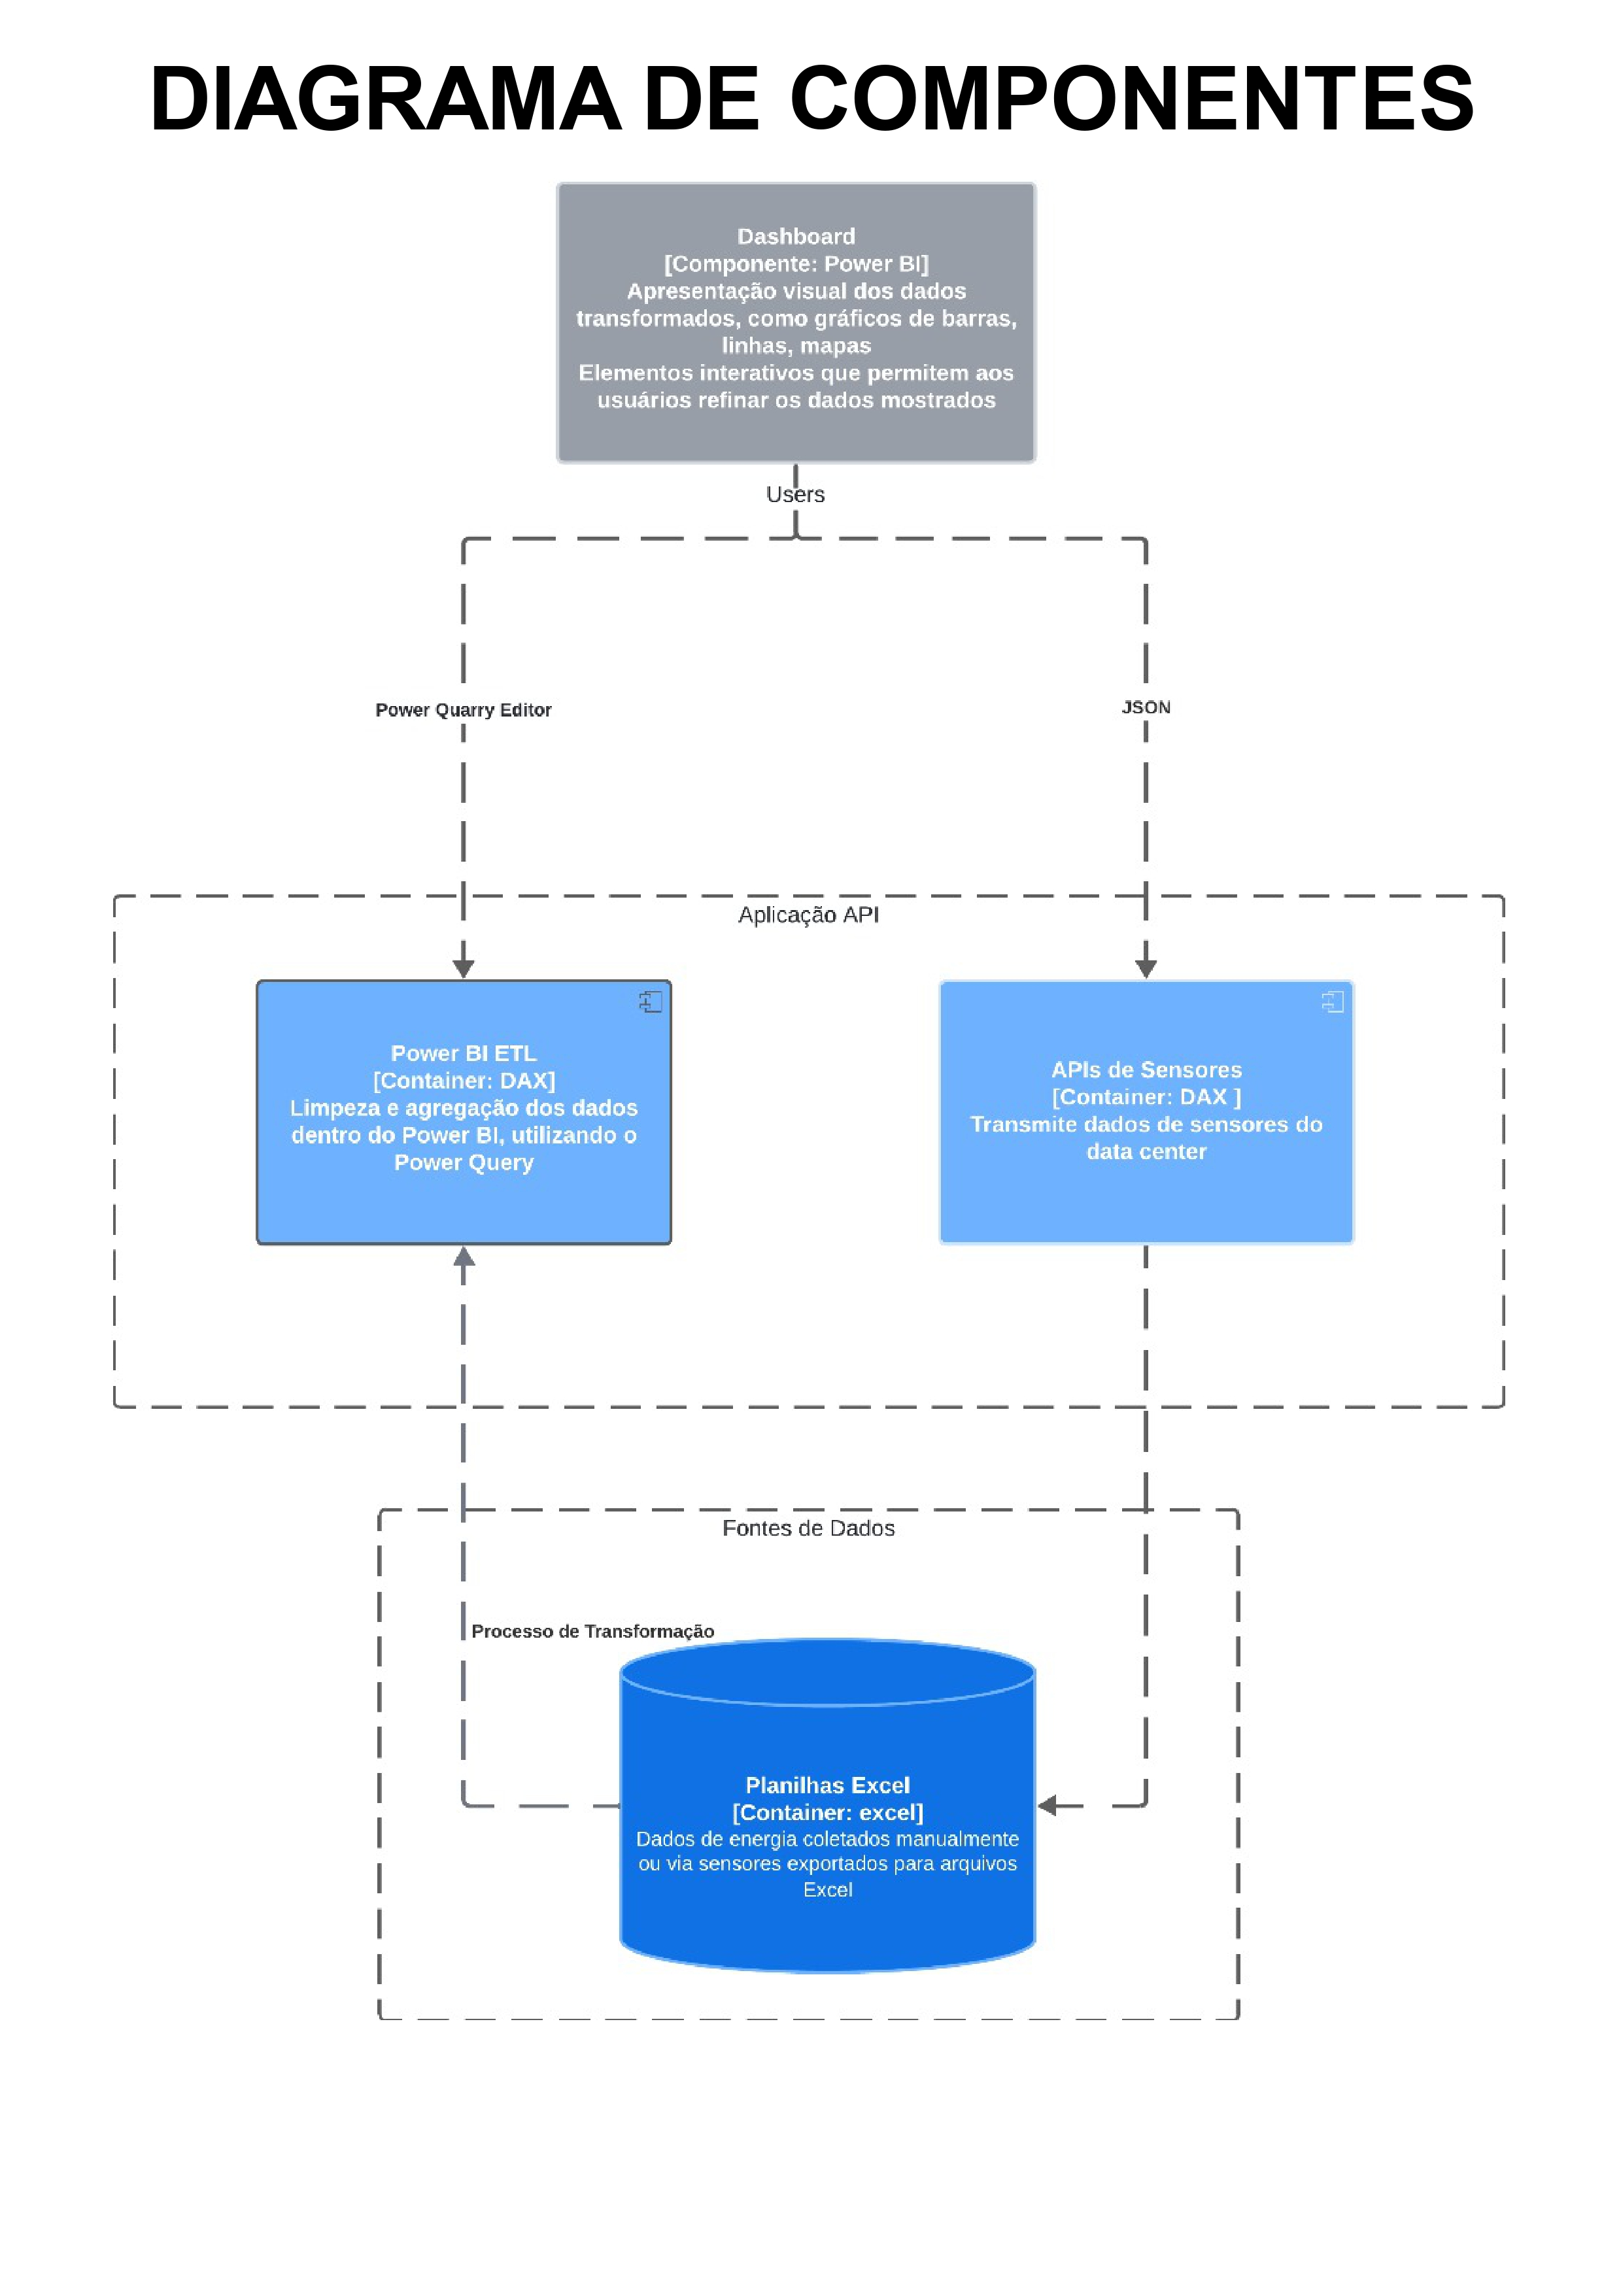 DIAGRAMA DE COMPONENTES
Dashboard
[Componente: Power BI]
Apresentação visual dos dados
transformados, como gráficos de barras,
linhas, mapas
Elementos interativos que permitem aos
usuários refinar os dados mostrados
Users
Power Quarry Editor
JSON
Aplicação API
Power BI ETL
[Container: DAX]
Limpeza e agregação dos dados
dentro do Power BI, utilizando o
Power Query
APIs de Sensores
[Container: DAX ]
Transmite dados de sensores do
data center
Fontes de Dados
Processo de Transformação
Planilhas Excel
[Container: excel]
Dados de energia coletados manualmente
ou via sensores exportados para arquivos
Excel